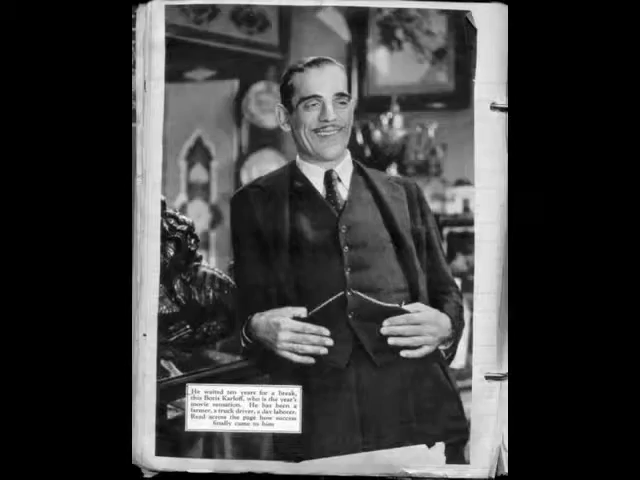 He waited ten years for a break,
this Boris Karloff, who is the year's
movie sensation. He has been a
farmer, a truck driver, a day laborer.
Read across the page how success
finally came to him